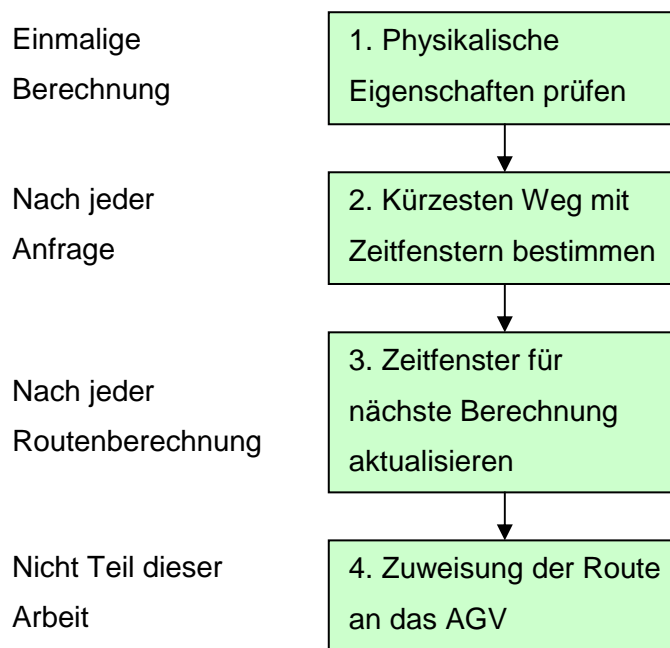 Einmalige
Berechnung
1. Physikalische
Eigenschaften prüfen
Nach jeder
Anfrage
2. Kürzesten Weg mit
Zeitfenstern bestimmen
Nach jeder
Routenberechnung
3. Zeitfenster für
nächste Berechnung
aktualisieren
Nicht Teil dieser
Arbeit
4. Zuweisung der Route
an das AGV